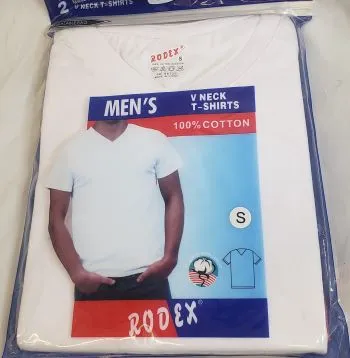 2
V NECK T-SHIRTS
RODEX®
S
MEN'S
V NECK
T-SHIRTS
100% COTTON
S
RODEX®